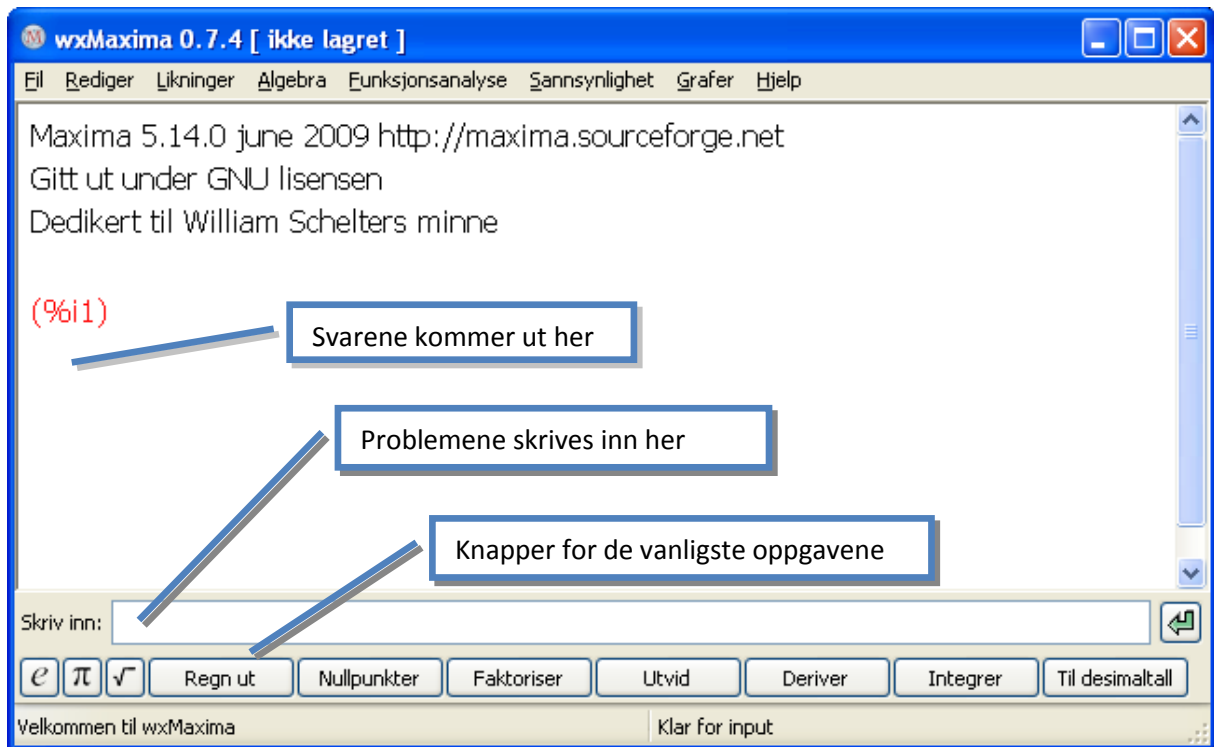 wxMaxima 0.7.4 [ ikke lagret ]
Fil Rediger Likninger Algebra Funksjonsanalyse Sannsynlighet Grafer Hjelp
Maxima 5.14.0 june 2009 http://maxima.sourceforge.net
Gitt ut under GNU lisensen
Dedikert til William Schelters minne
(%i1)
Svarene kommer ut her
Problemene skrives inn her
Knapper for de vanligste oppgavene
Skriv inn:
e π √ Regn ut Nullpunkter Faktoriser Utvid Deriver Integrer Til desimaltall
Velkommen til wxMaxima Klar for input